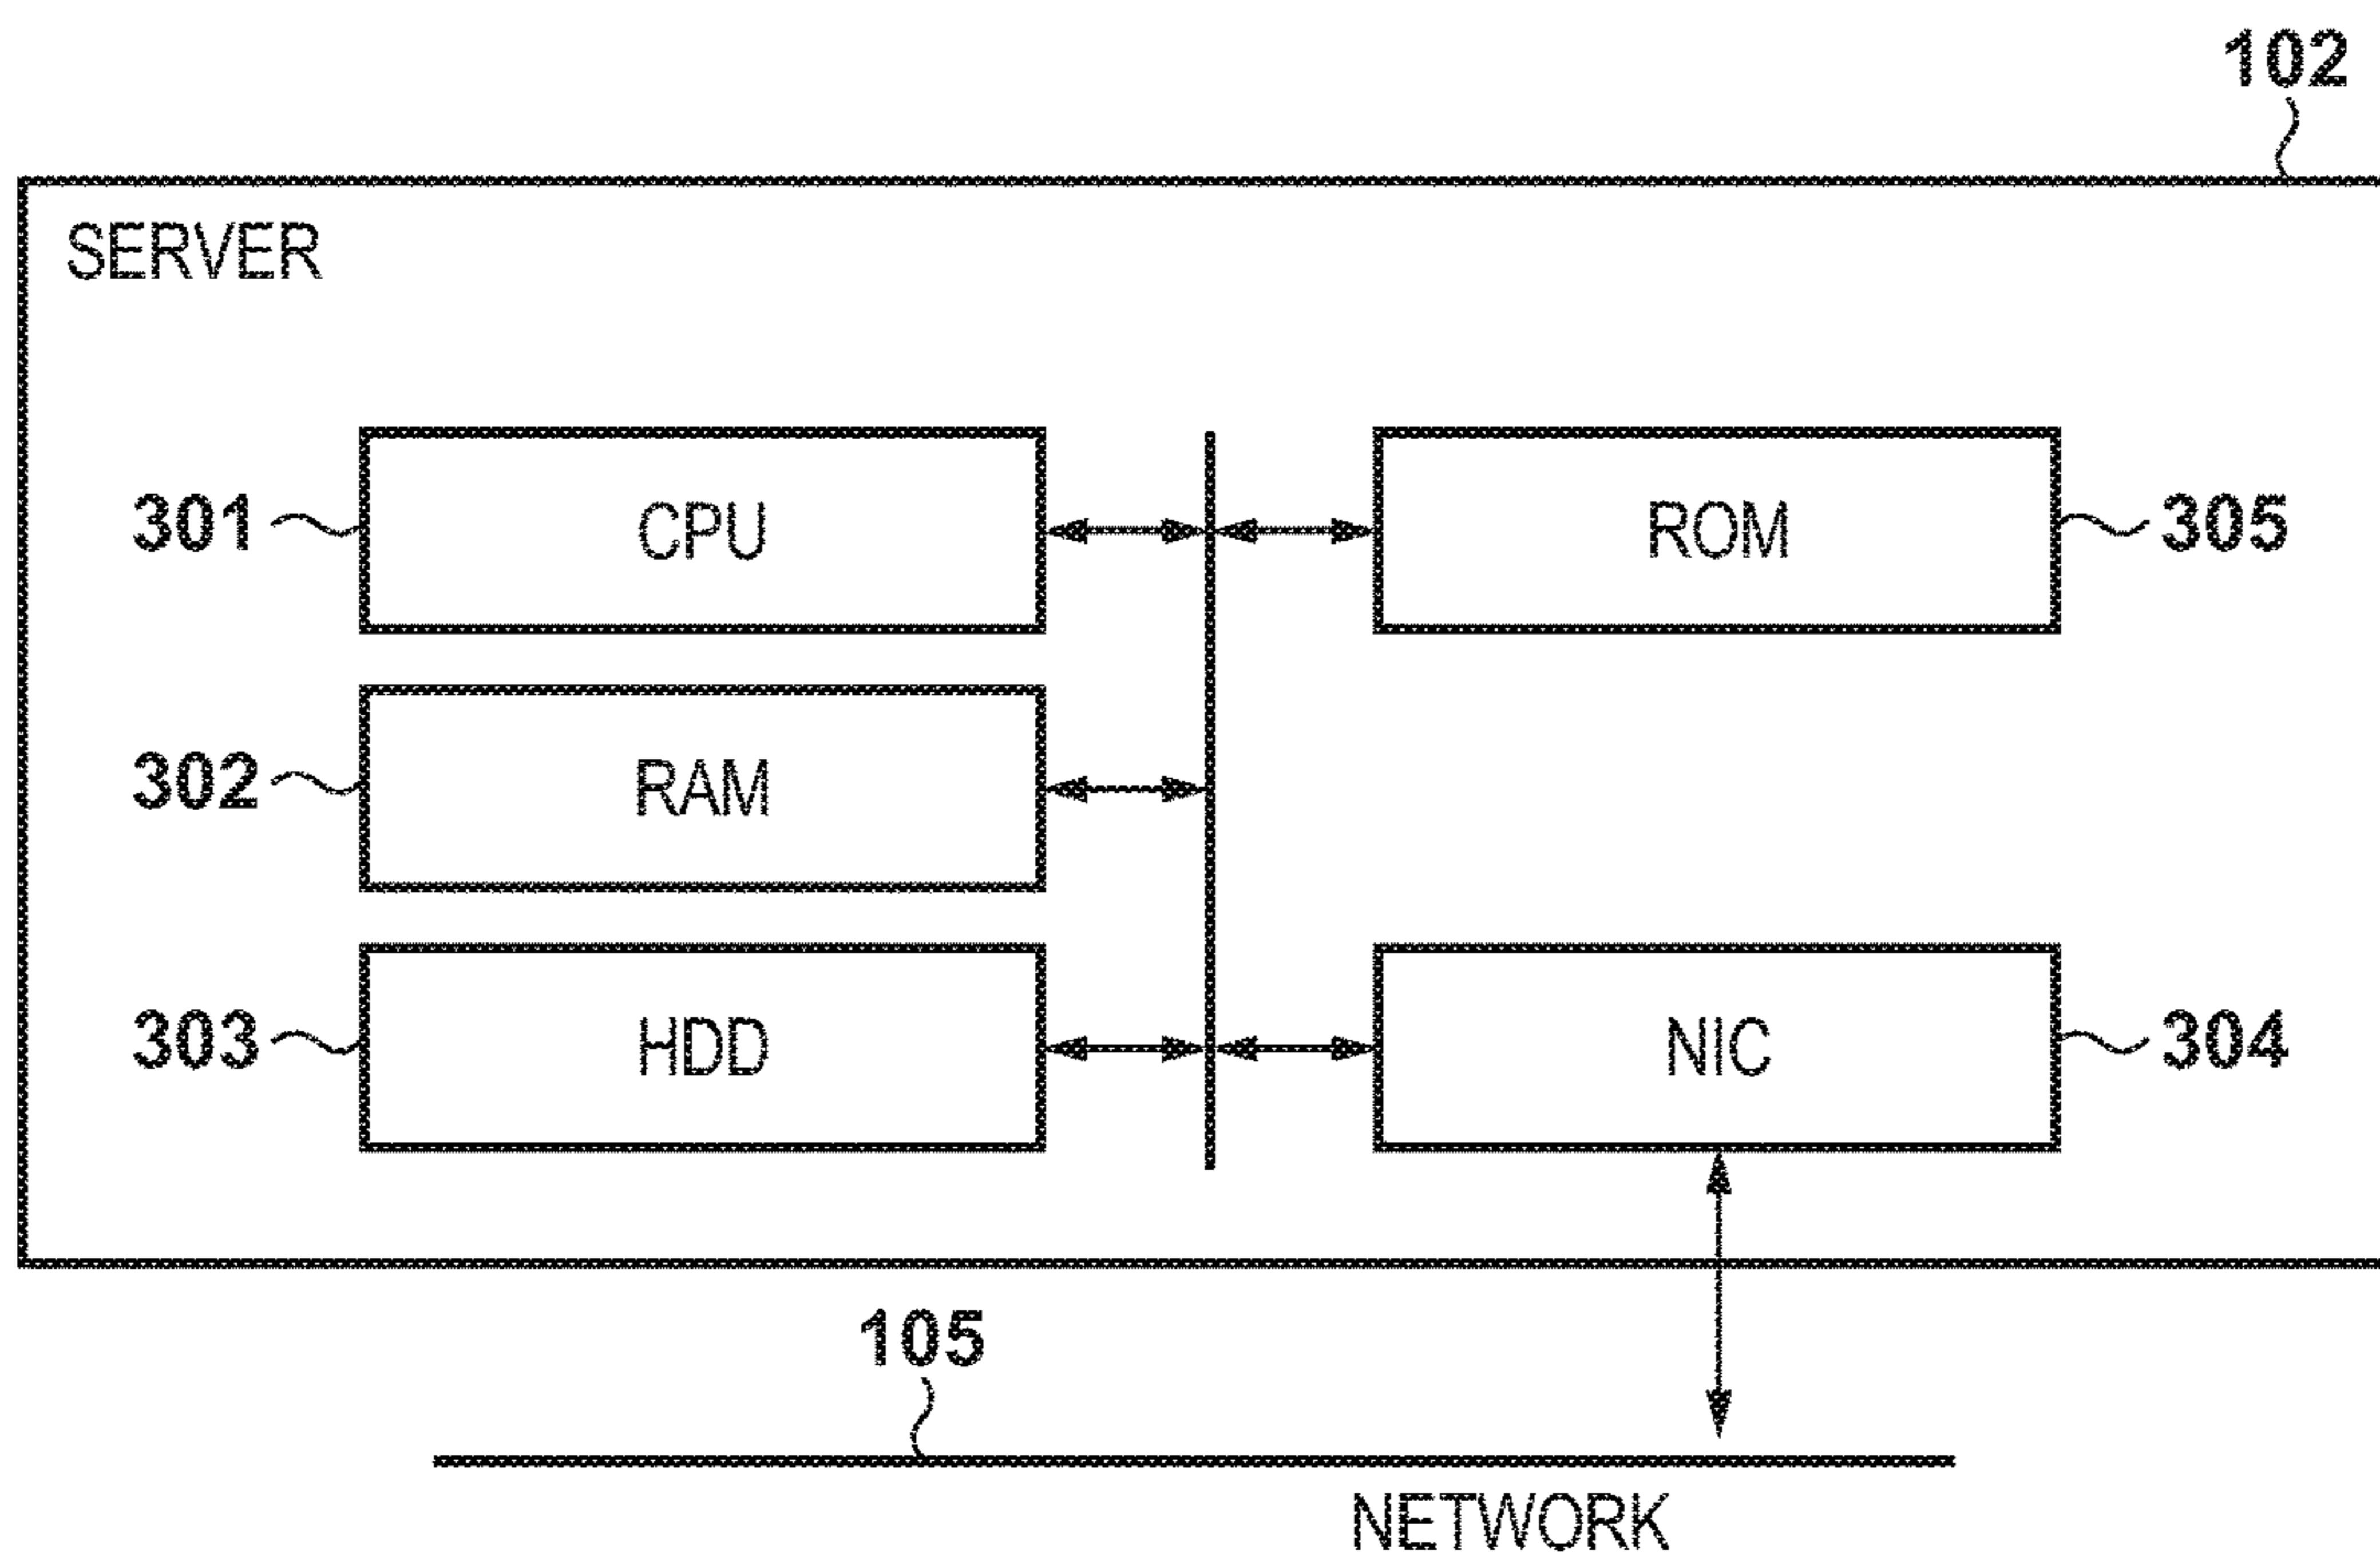 102
SERVER
301 CPU ROM 305
302 RAM
303 HDD NIC 304
105
NETWORK